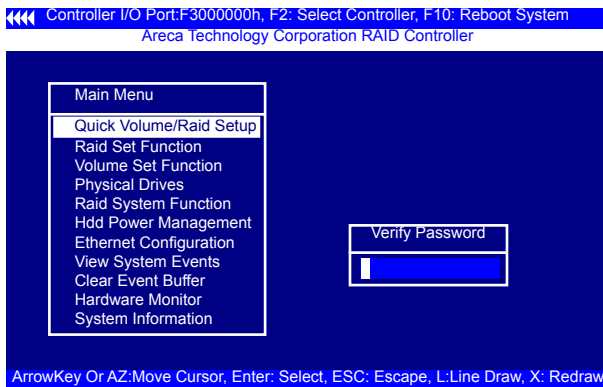 Controller I/O Port:F3000000h, F2: Select Controller, F10: Reboot System
Areca Technology Corporation RAID Controller
Main Menu
Quick Volume/Raid Setup
Raid Set Function
Volume Set Function
Physical Drives
Raid System Function
Hdd Power Management
Ethernet Configuration
View System Events
Clear Event Buffer
Hardware Monitor
System Information
Verify Password
ArrowKey Or AZ:Move Cursor, Enter: Select, ESC: Escape, L:Line Draw, X: Redraw